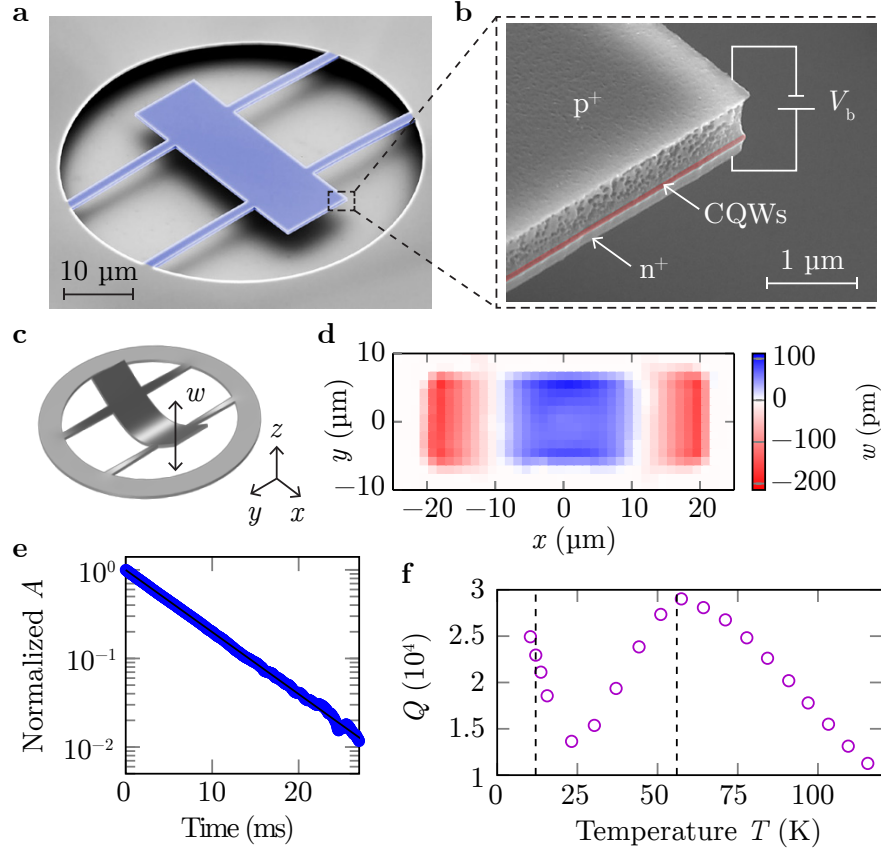 a
10 µm
b
p⁺
V_b
CQWs
n⁺
1 µm
c
w
z
y
x
d
10
0
−10
y (µm)
−20
−10
0
10
20
x (µm)
100
0
−100
−200
w (pm)
e
10⁰
10⁻¹
10⁻²
Normalized A
0
10
20
Time (ms)
f
3
2.5
2
1.5
1
Q (10⁴)
0
25
50
75
100
Temperature T (K)